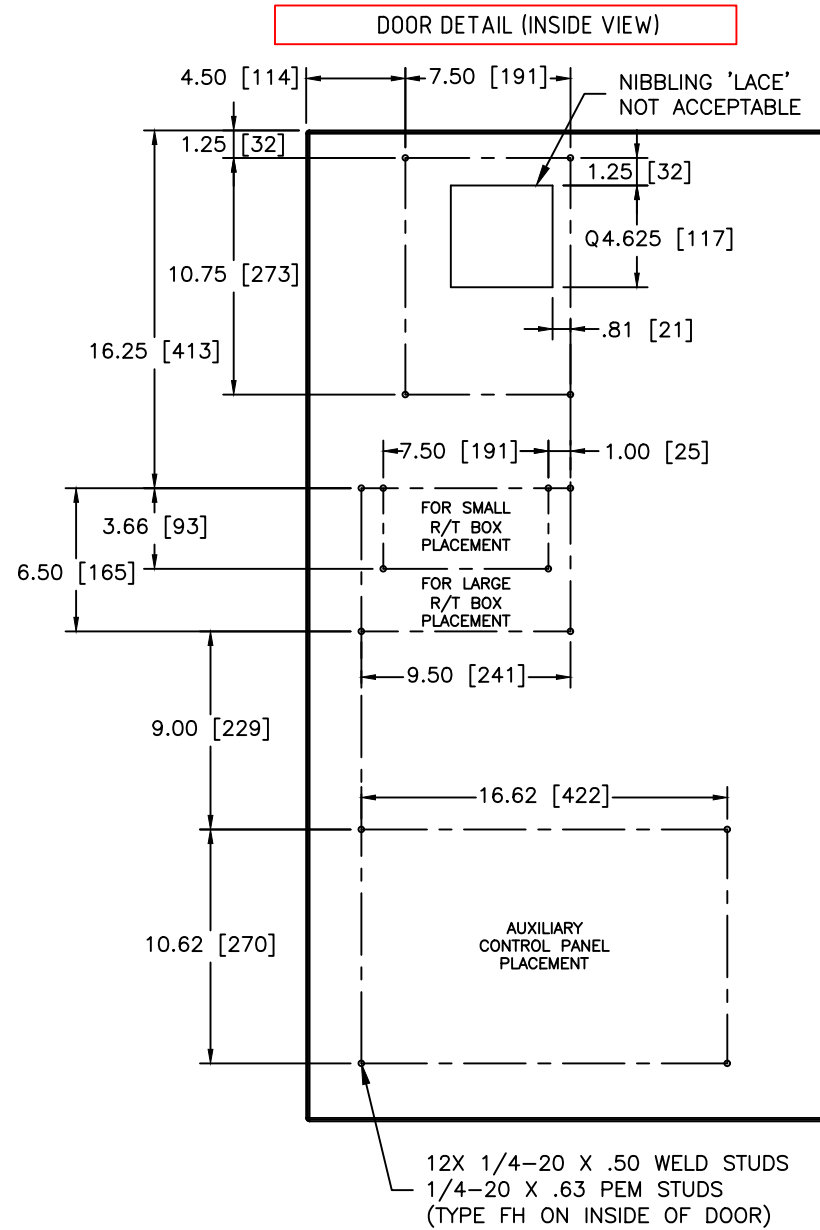 DOOR DETAIL (INSIDE VIEW)
4.50 [114]
7.50 [191]
NIBBLING 'LACE'
NOT ACCEPTABLE
1.25 [32]
1.25 [32]
Q4.625 [117]
10.75 [273]
.81 [21]
16.25 [413]
7.50 [191]
1.00 [25]
FOR SMALL
R/T BOX
PLACEMENT
3.66 [93]
6.50 [165]
FOR LARGE
R/T BOX
PLACEMENT
9.50 [241]
9.00 [229]
16.62 [422]
AUXILIARY
CONTROL PANEL
PLACEMENT
10.62 [270]
12X 1/4-20 X .50 WELD STUDS
1/4-20 X .63 PEM STUDS
(TYPE FH ON INSIDE OF DOOR)